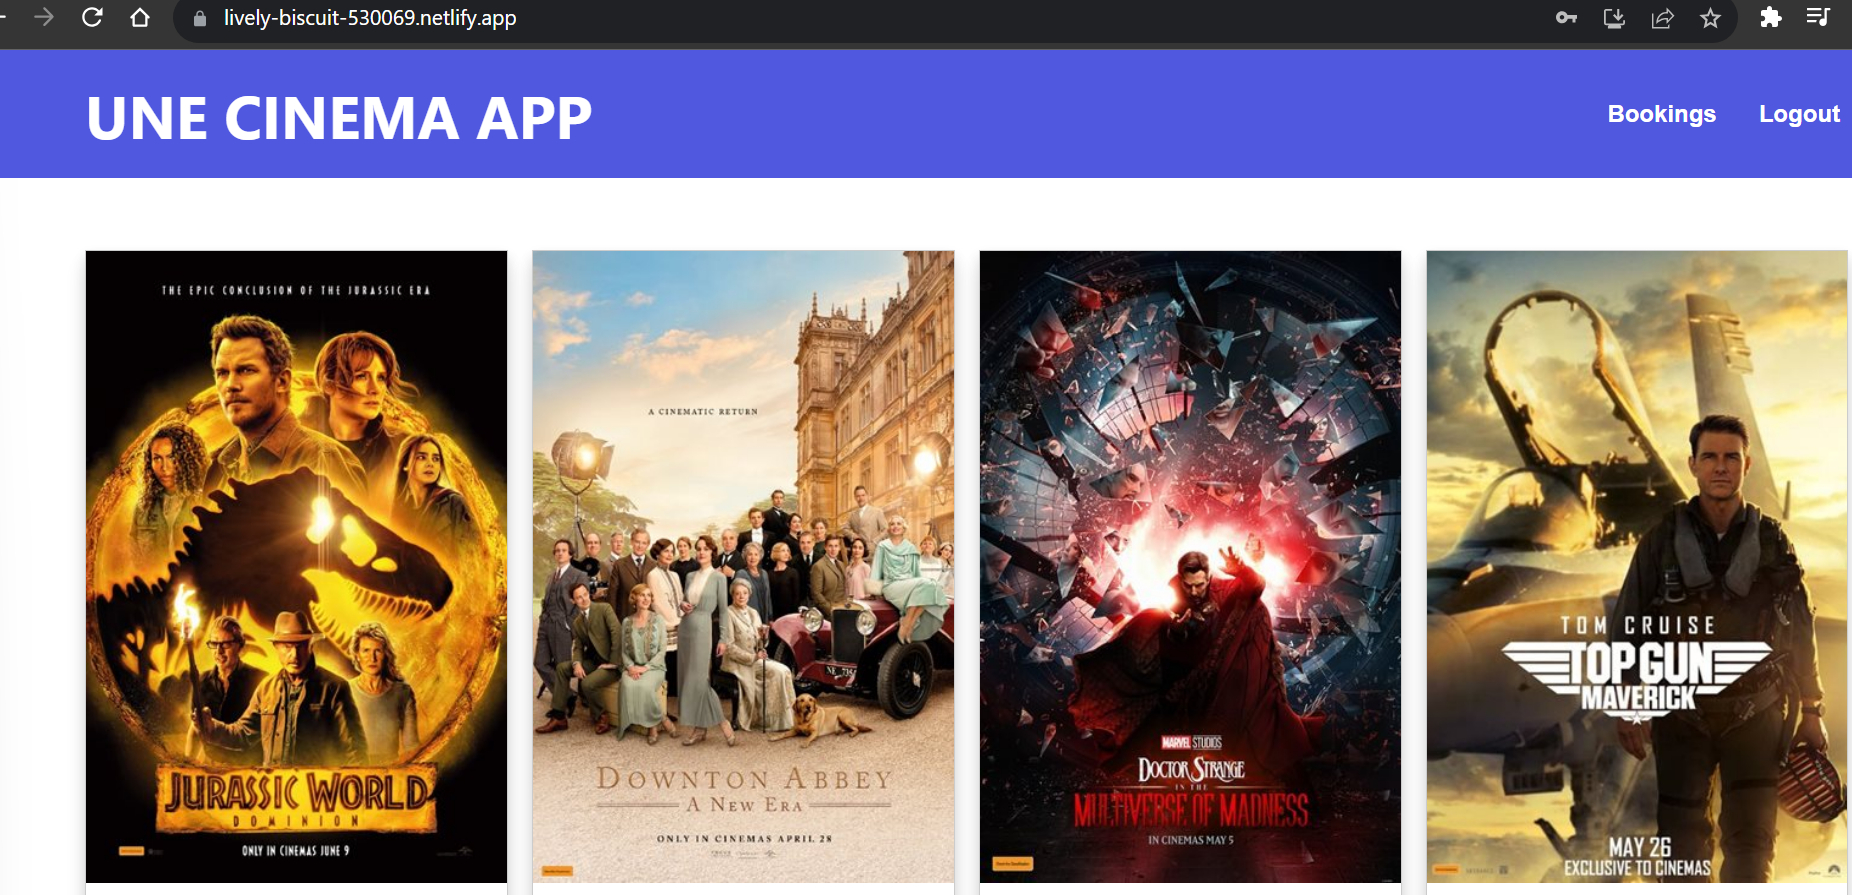 lively-biscuit-530069.netlify.app
UNE CINEMA APP
Bookings
Logout
THE EPIC CONCLUSION OF THE JURASSIC ERA
JURASSIC WORLD
DOMINION
ONLY IN CINEMAS JUNE 9
A CINEMATIC RETURN
DOWNTON ABBEY
A NEW ERA
ONLY IN CINEMAS APRIL 28
MARVEL STUDIOS
DOCTOR STRANGE
IN THE
MULTIVERSE OF MADNESS
IN CINEMAS MAY 5
TOM CRUISE
TOP GUN
MAVERICK
MAY 26
EXCLUSIVE TO CINEMAS